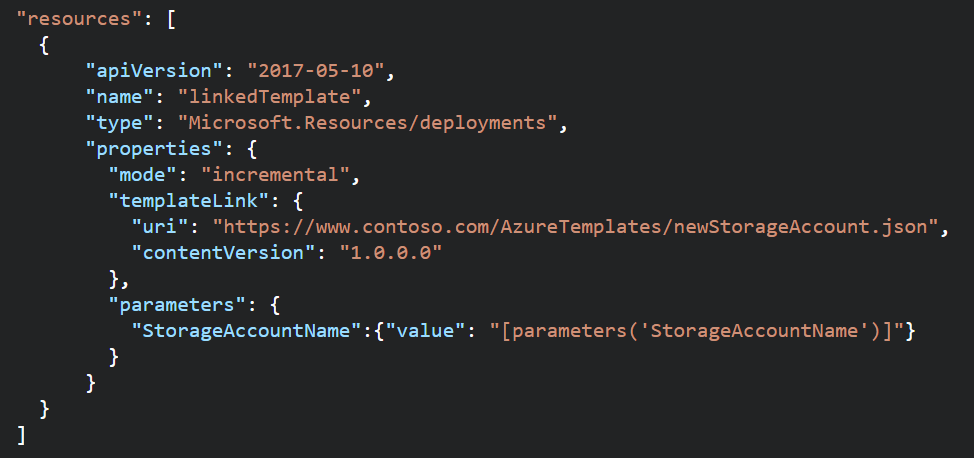 "resources": [
  {
      "apiVersion": "2017-05-10",
      "name": "linkedTemplate",
      "type": "Microsoft.Resources/deployments",
      "properties": {
        "mode": "incremental",
        "templateLink": {
          "uri": "https://www.contoso.com/AzureTemplates/newStorageAccount.json",
          "contentVersion": "1.0.0.0"
        },
        "parameters": {
          "StorageAccountName":{"value": "[parameters('StorageAccountName')]"}
        }
      }
  }
]